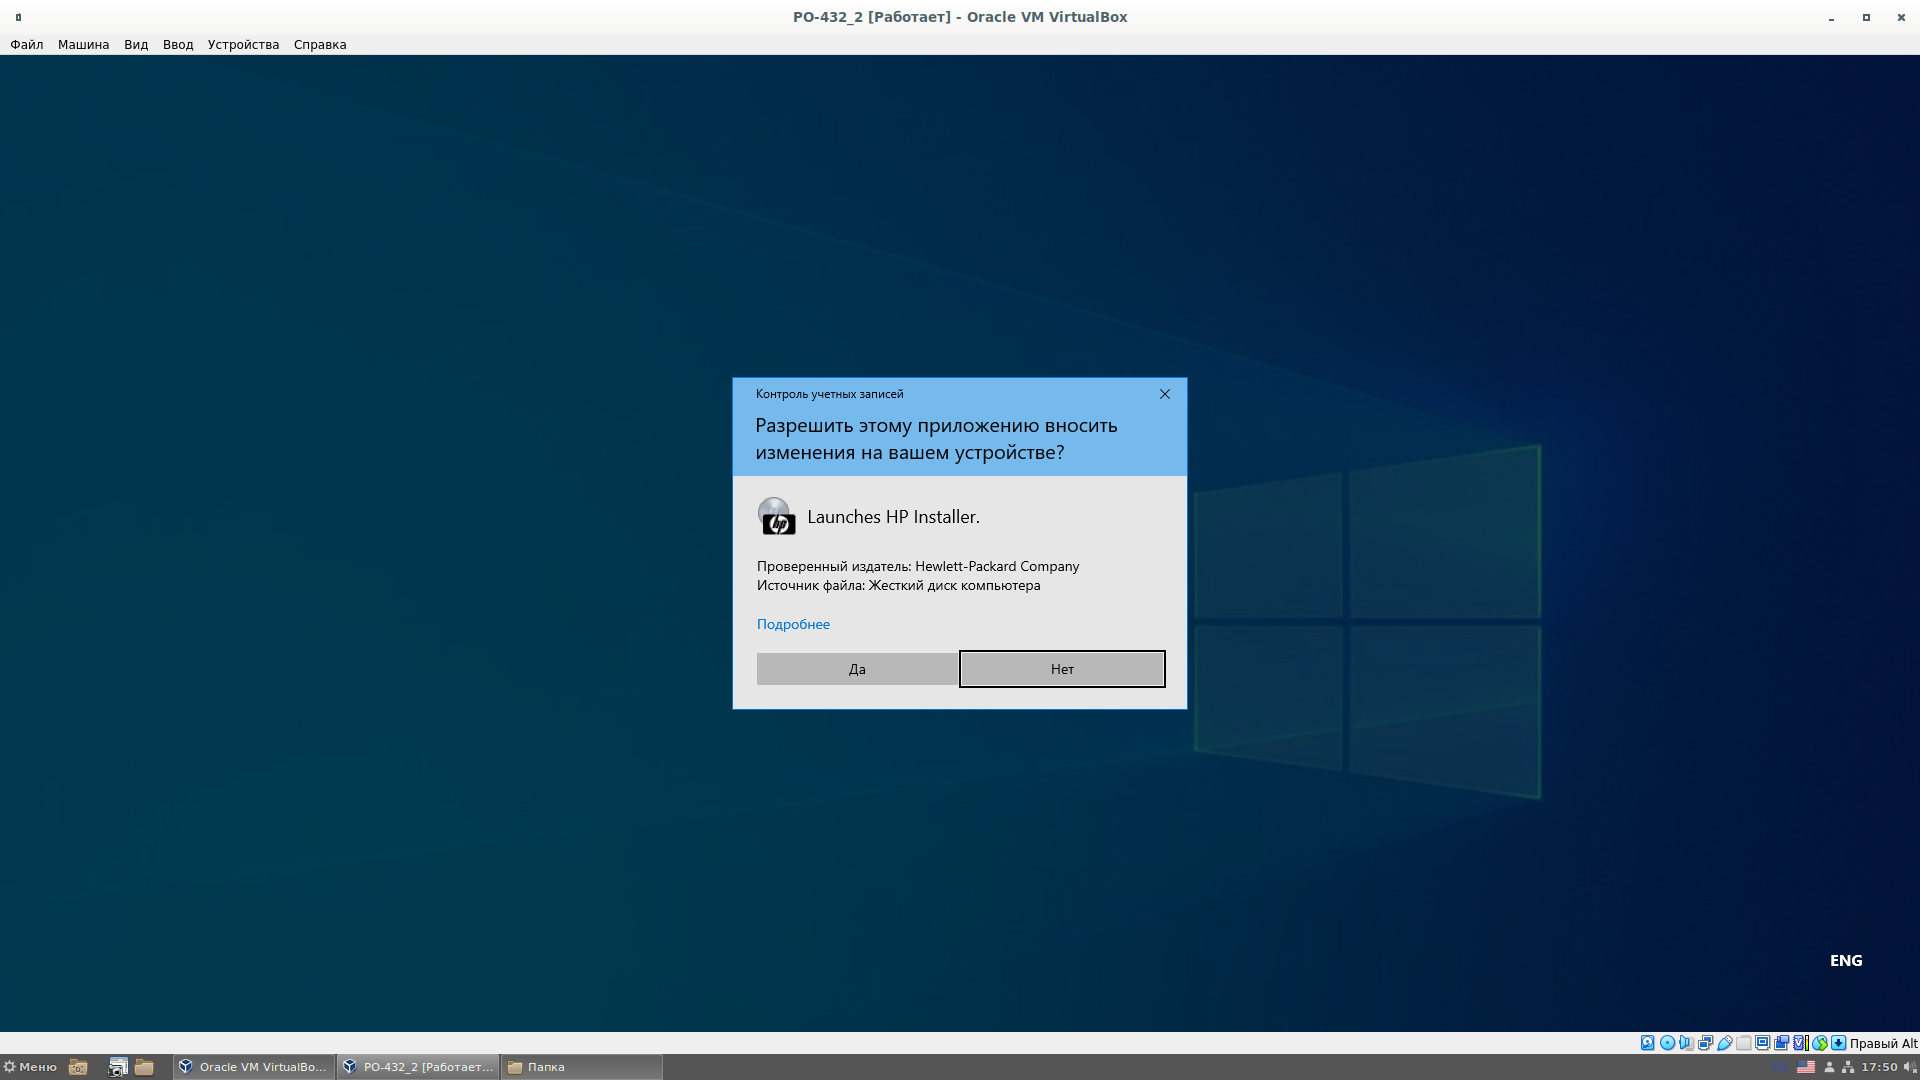 PO-432_2 [Работает] - Oracle VM VirtualBox
Файл Машина Вид Ввод Устройства Справка
Контроль учетных записей
Разрешить этому приложению вносить
изменения на вашем устройстве?
hp
Launches HP Installer.
Проверенный издатель: Hewlett-Packard Company
Источник файла: Жесткий диск компьютера
Подробнее
Да Нет
ENG
Правый Alt
Меню Oracle VM VirtualBo... PO-432_2 [Работает... Папка 17:50